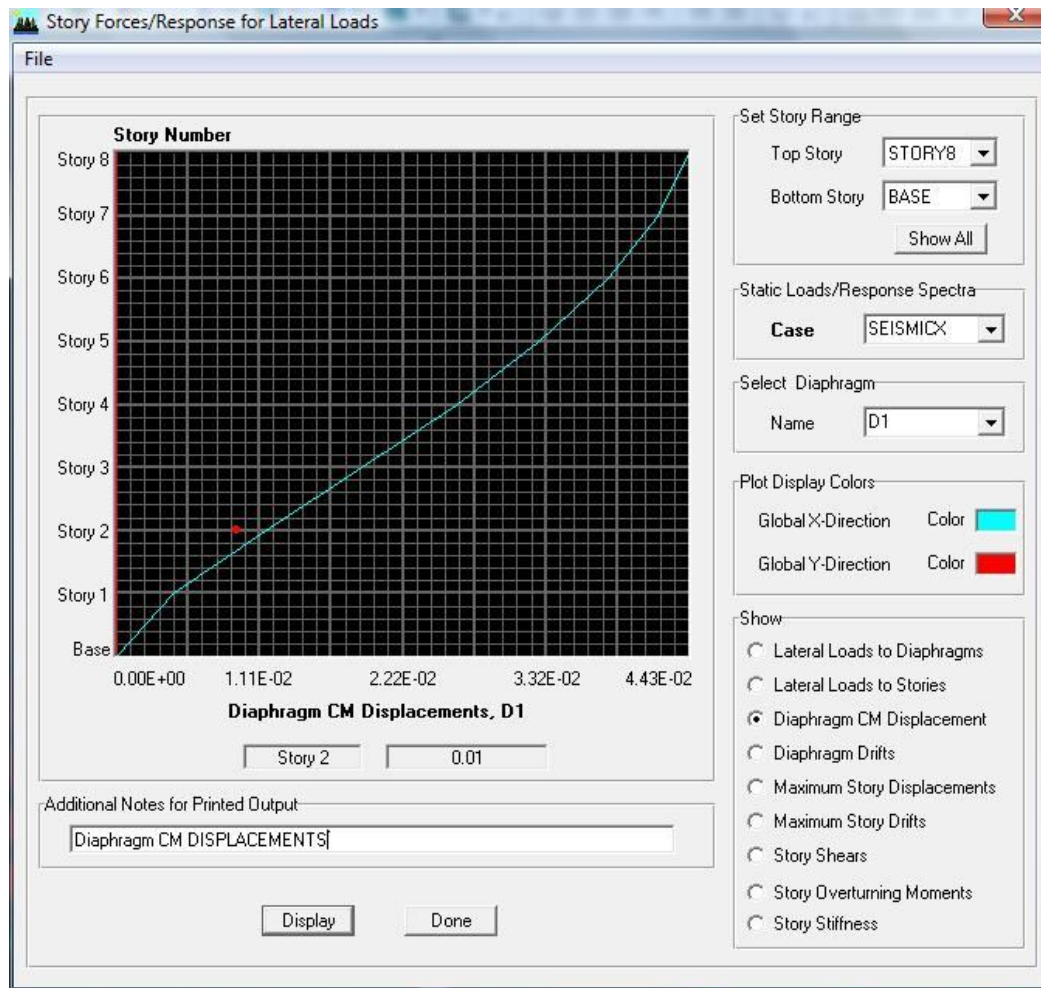 Story Forces/Response for Lateral Loads
File
Story Number
Story 8
Story 7
Story 6
Story 5
Story 4
Story 3
Story 2
Story 1
Base
0.00E+00 1.11E-02 2.22E-02 3.32E-02 4.43E-02
Diaphragm CM Displacements, D1
Story 2 0.01
Additional Notes for Printed Output
Diaphragm CM DISPLACEMENTS
Display Done
Set Story Range
Top Story STORY8
Bottom Story BASE
Show All
Static Loads/Response Spectra
Case SEISMICX
Select Diaphragm
Name D1
Plot Display Colors
Global X-Direction Color
Global Y-Direction Color
Show
Lateral Loads to Diaphragms
Lateral Loads to Stories
Diaphragm CM Displacement
Diaphragm Drifts
Maximum Story Displacements
Maximum Story Drifts
Story Shears
Story Overturning Moments
Story Stiffness